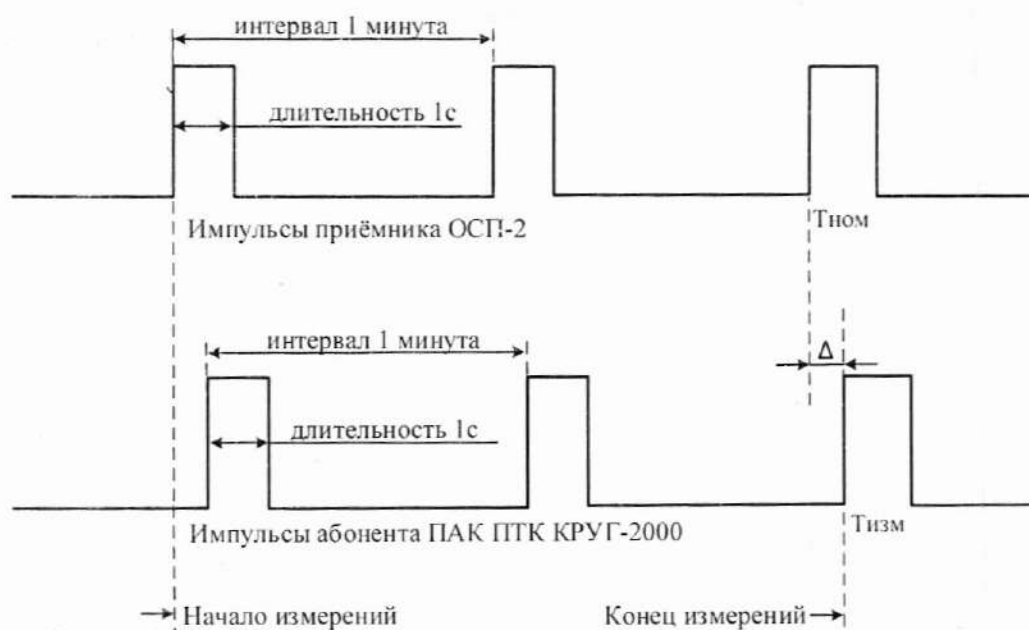 интервал 1 минута
длительность 1с
Импульсы приёмника ОСП-2
Тном
интервал 1 минута
Δ
длительность 1с
Импульсы абонента ПАК ПТК КРУГ-2000
Тизм
Начало измерений
Конец измерений